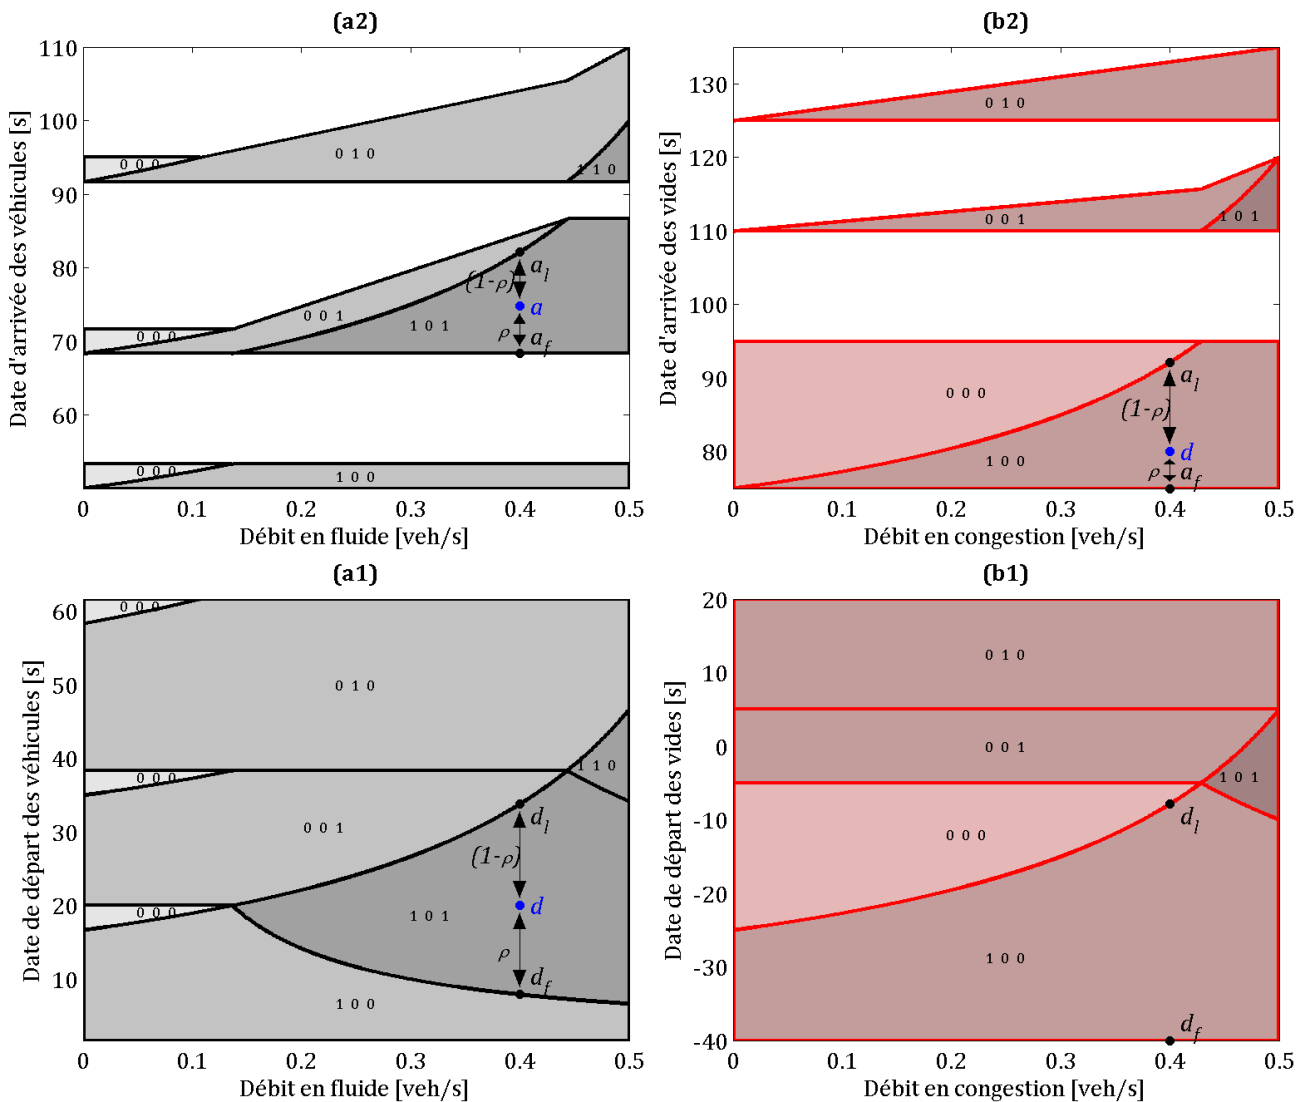 (a2)
Date d'arrivée des véhicules [s]
110
100
90
80
70
60
0 0 0
0 1 0
1 1 0
0 0 0
0 0 1
1 0 1
(1-ρ)
ρ
a_l
a
a_f
0 0 0
1 0 0
0
0.1
0.2
0.3
0.4
0.5
Débit en fluide [veh/s]
(b2)
Date d'arrivée des vides [s]
130
120
110
100
90
80
0 1 0
0 0 1
1 0 1
0 0 0
1 0 0
(1-ρ)
ρ
a_l
d
a_f
0
0.1
0.2
0.3
0.4
0.5
Débit en congestion [veh/s]
(a1)
Date de départ des véhicules [s]
60
50
40
30
20
10
0 0 0
0 1 0
0 0 0
1 1 0
0 0 1
0 0 0
1 0 1
1 0 0
d_l
(1-ρ)
d
ρ
d_f
0
0.1
0.2
0.3
0.4
0.5
Débit en fluide [veh/s]
(b1)
Date de départ des vides [s]
20
10
0
-10
-20
-30
-40
0 1 0
0 0 1
1 0 1
0 0 0
1 0 0
d_l
d_f
0
0.1
0.2
0.3
0.4
0.5
Débit en congestion [veh/s]